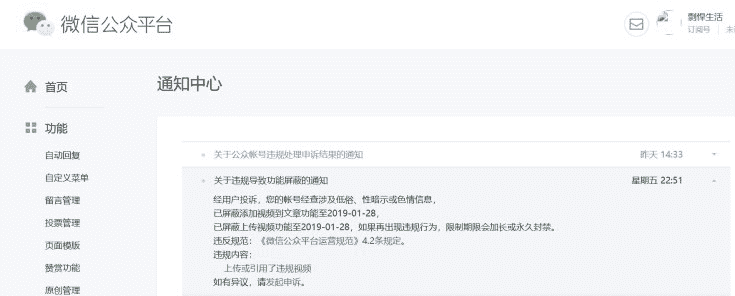 微信公众平台
剽悍生活
订阅号
首页
通知中心
功能
自动回复
自定义菜单
留言管理
投票管理
页面模版
赞赏功能
原创管理
关于公众帐号违规处理申诉结果的通知 昨天 14:33
关于违规导致功能屏蔽的通知 星期五 22:51
经用户投诉，您的帐号经查涉及低俗、性暗示或色情信息，
已屏蔽添加视频到文章功能至2019-01-28，
已屏蔽上传视频功能至2019-01-28，如果再出现违规行为，限制期限会加长或永久封禁。
违反规范：《微信公众平台运营规范》4.2条规定。
违规内容：
上传或引用了违规视频
如有异议，请发起申诉。